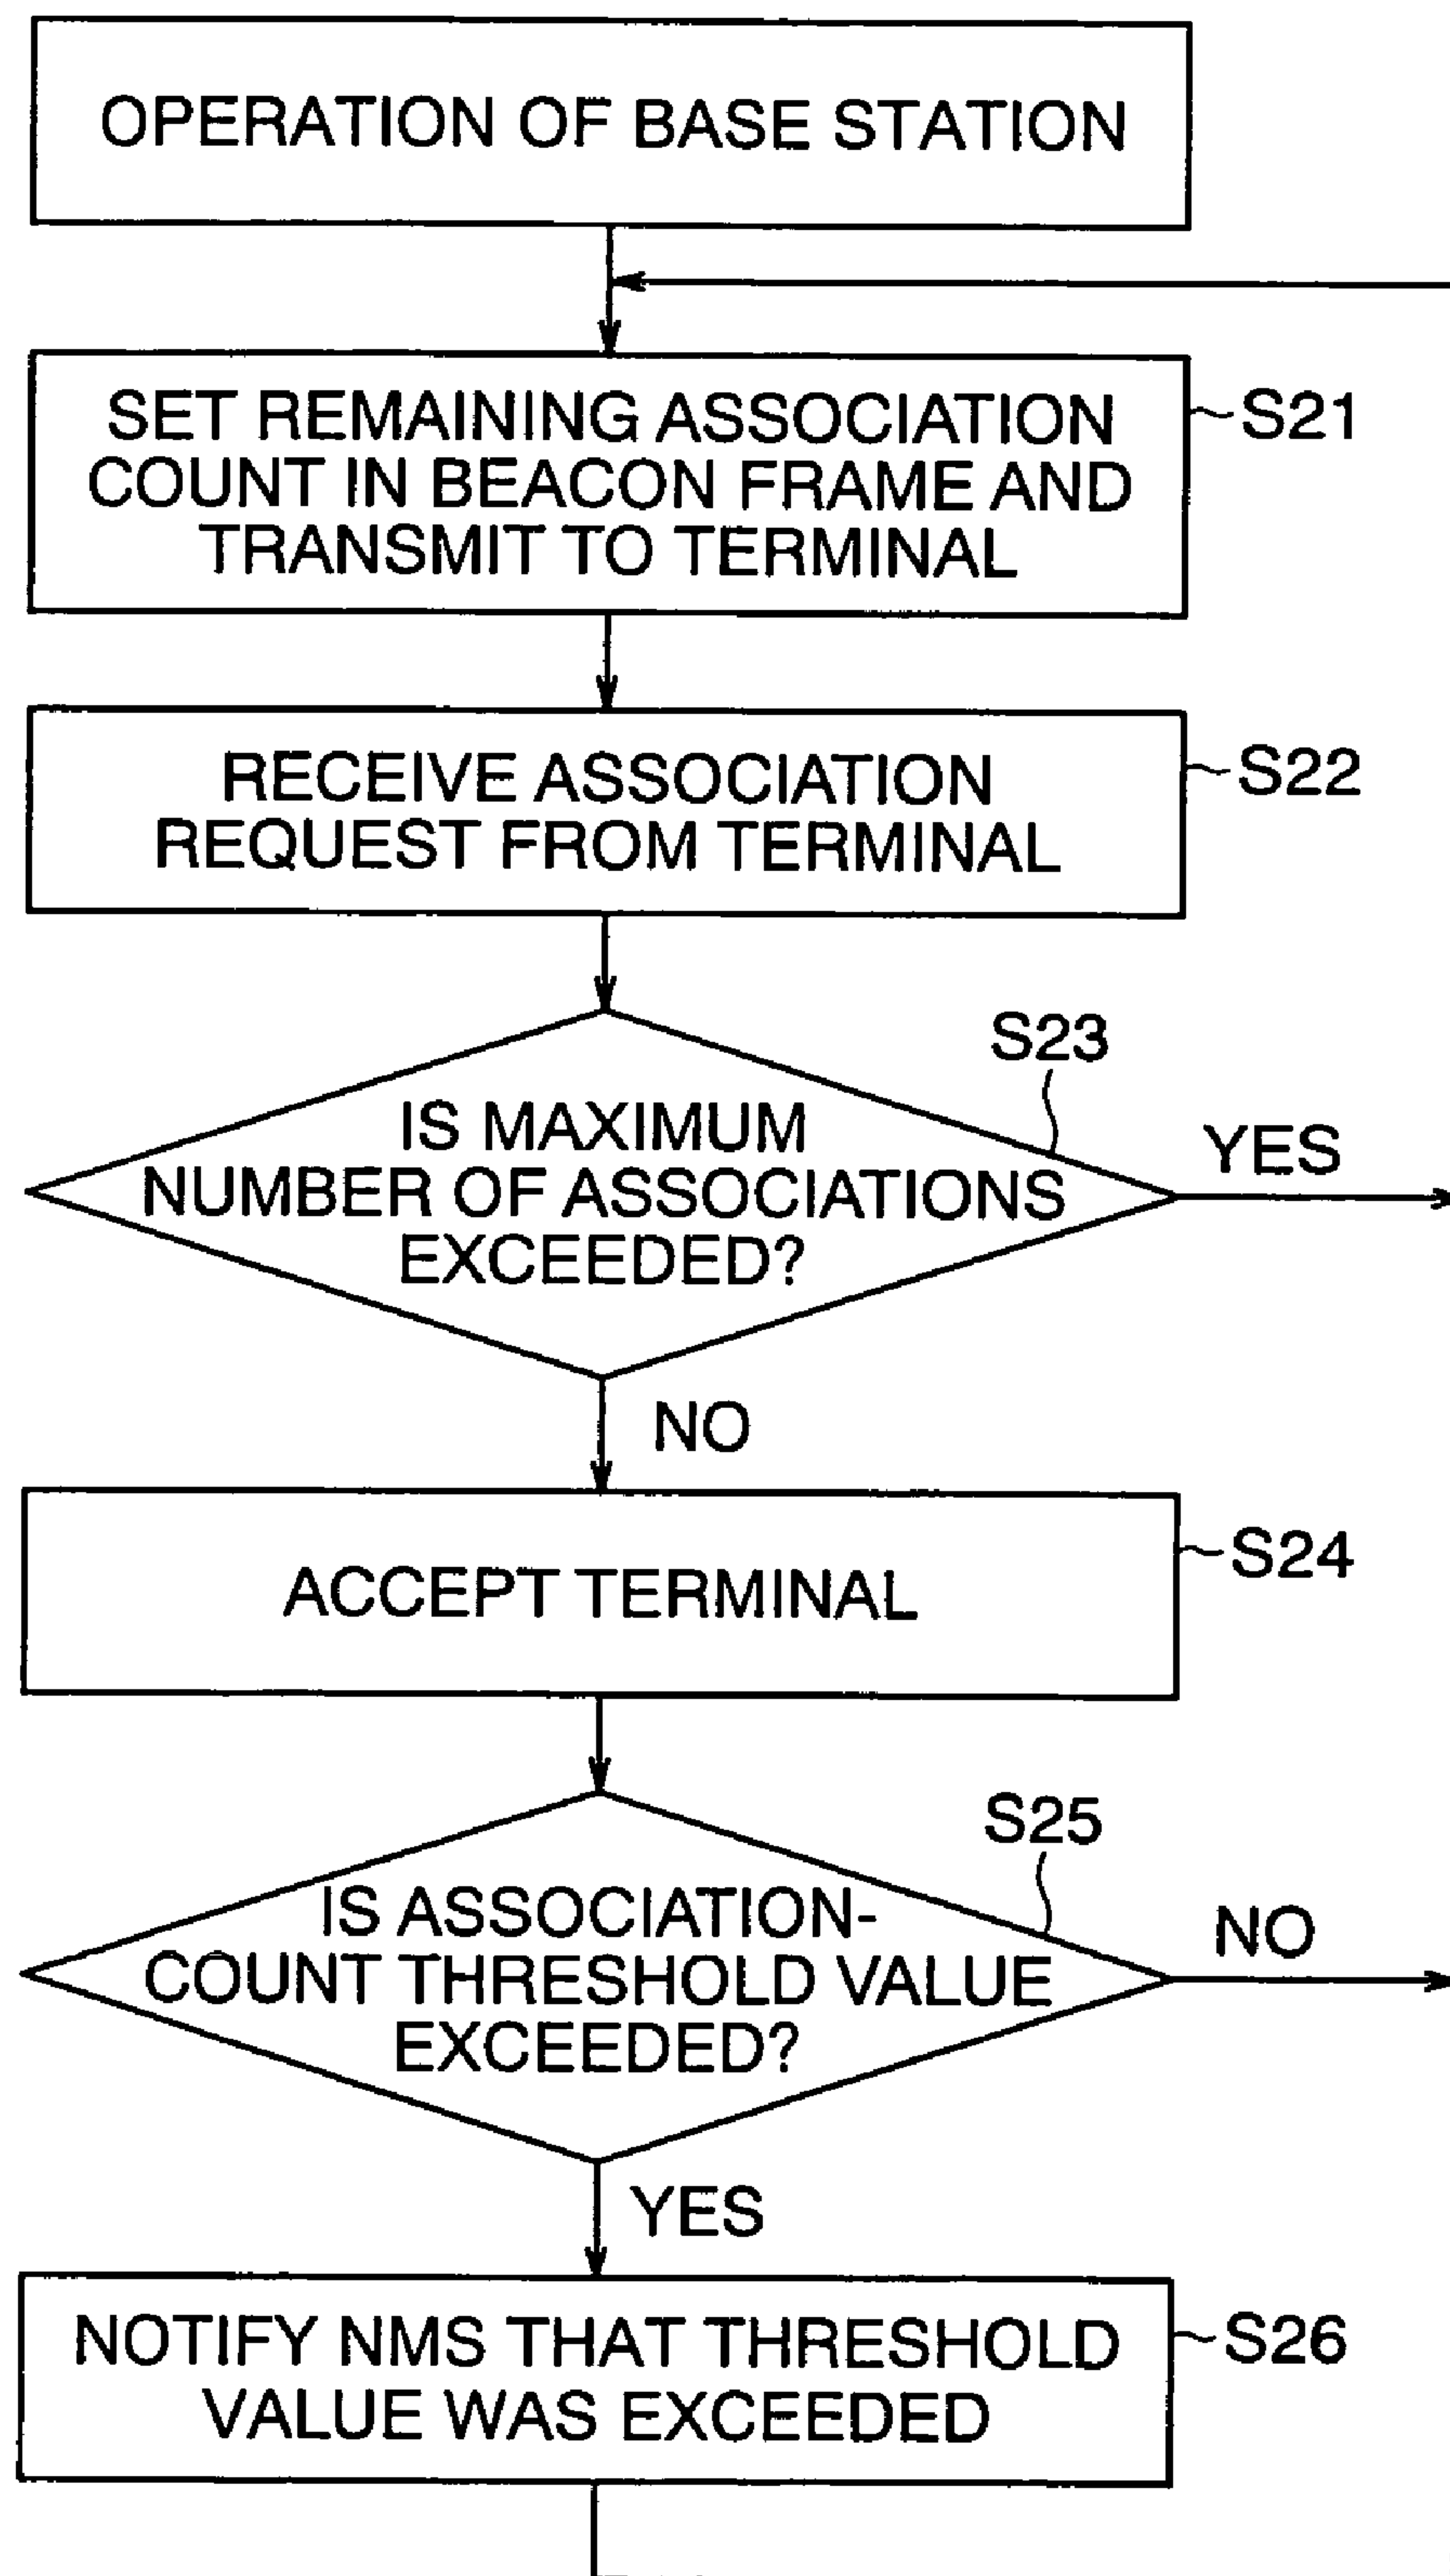 OPERATION OF BASE STATION
SET REMAINING ASSOCIATION
COUNT IN BEACON FRAME AND
TRANSMIT TO TERMINAL
S21
RECEIVE ASSOCIATION
REQUEST FROM TERMINAL
S22
S23
IS MAXIMUM
NUMBER OF ASSOCIATIONS
EXCEEDED?
YES
NO
ACCEPT TERMINAL
S24
S25
IS ASSOCIATION-
COUNT THRESHOLD VALUE
EXCEEDED?
NO
YES
NOTIFY NMS THAT THRESHOLD
VALUE WAS EXCEEDED
S26